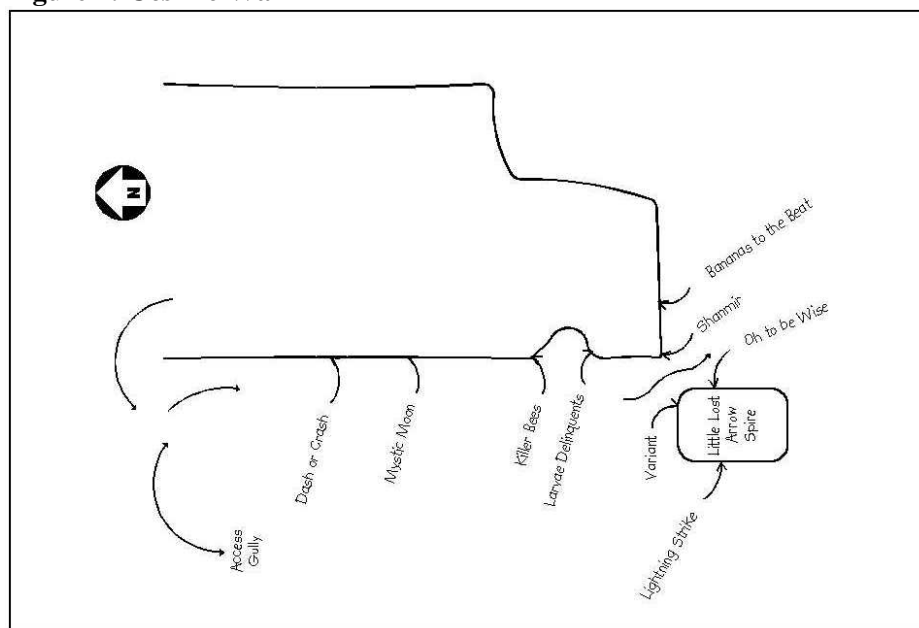 Figure
N
Bananas to the Beat
Shanmir
Oh to be Wise
Little Lost
Arrow
Spire
Variant
Lightning Strike
Larvae Delinquents
Killer Bees
Mystic Moon
Dash or Crash
Access
Gully